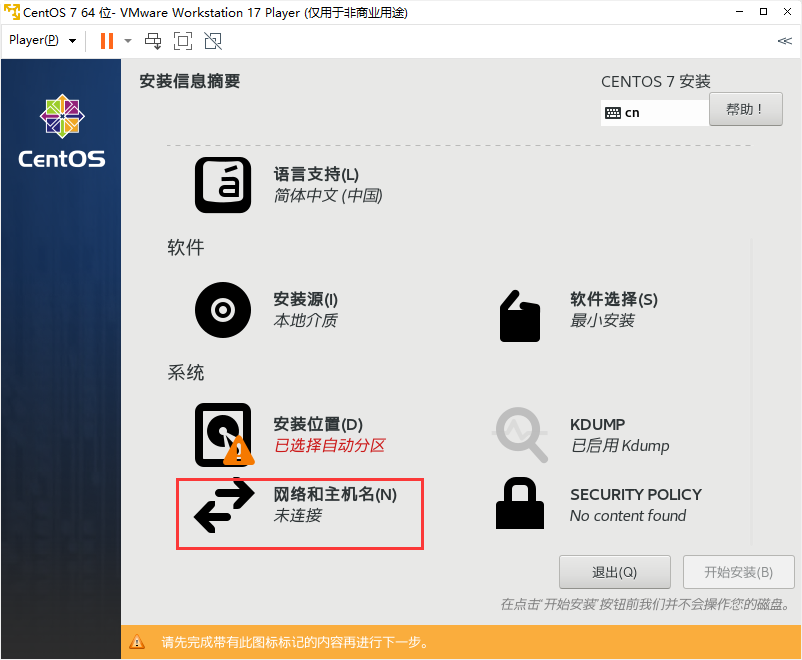 CentOS 7 64 位- VMware Workstation 17 Player (仅用于非商业用途)
Player(P)
安装信息摘要
CENTOS 7 安装
cn
帮助！
CentOS
语言支持(L)
简体中文 (中国)
软件
安装源(I)
本地介质
软件选择(S)
最小安装
系统
安装位置(D)
已选择自动分区
KDUMP
已启用 Kdump
网络和主机名(N)
未连接
SECURITY POLICY
No content found
退出(Q)
开始安装(B)
在点击'开始安装'按钮前我们并不会操作您的磁盘。
请先完成带有此图标标记的内容再进行下一步。